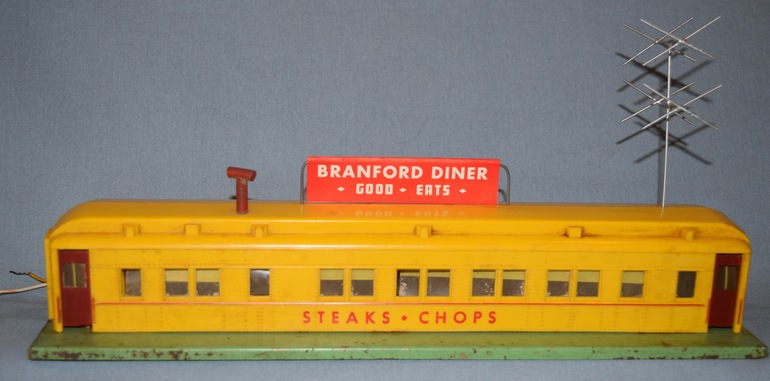 BRANFORD DINER
• GOOD • EATS •
STEAKS • CHOPS